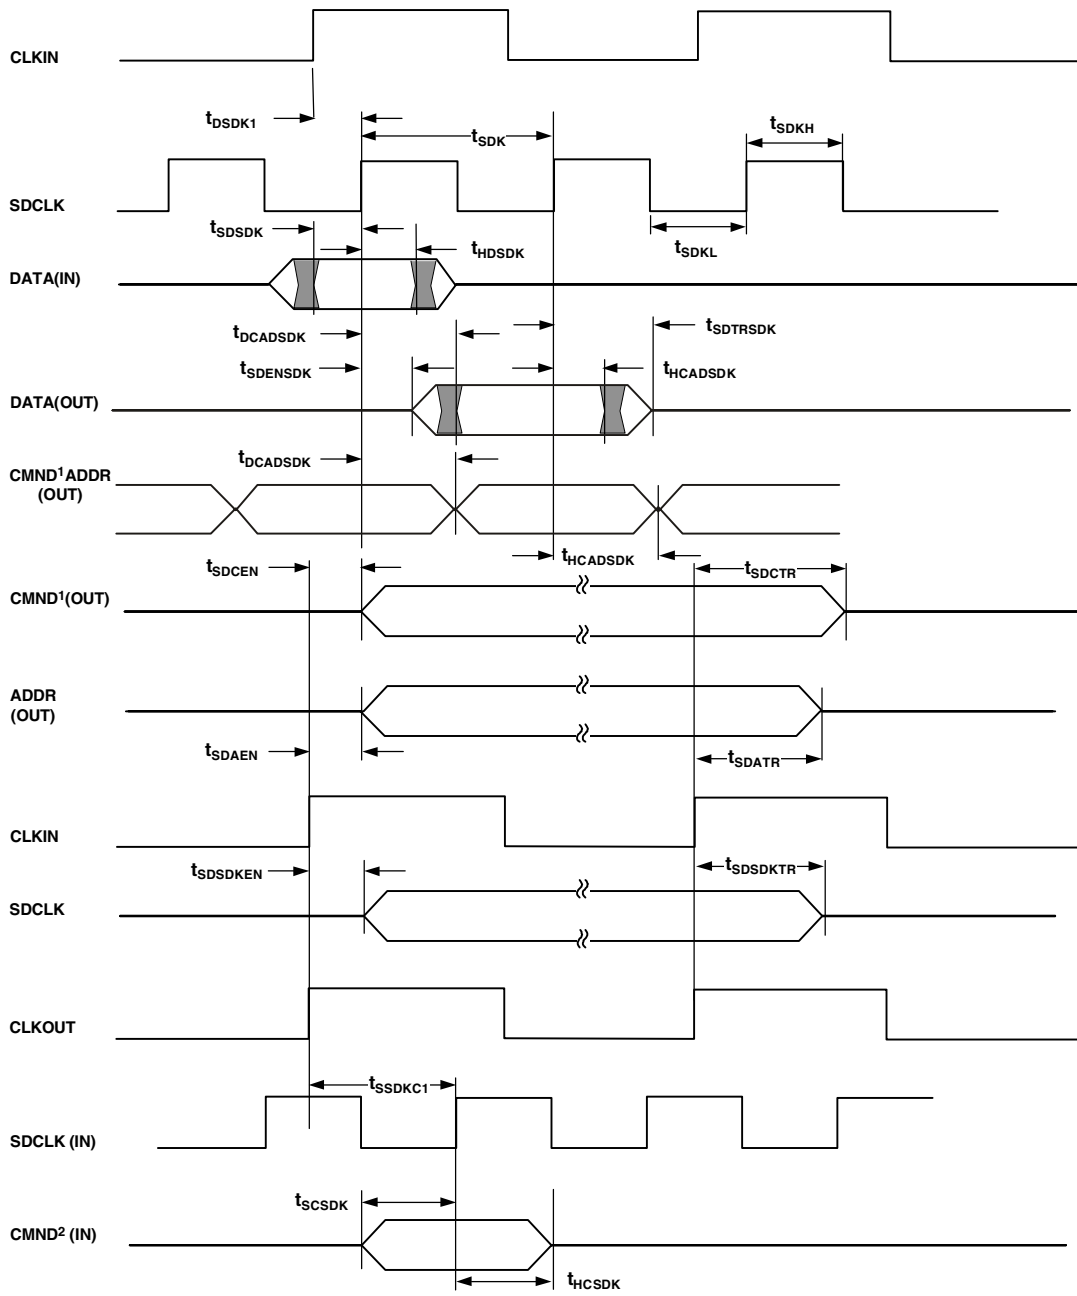 CLKIN
tDSDK1
tSDK
tSDKH
SDCLK
tSDSDK
tHDSDK
tSDKL
DATA(IN)
tDCADSDK
tSDTRSDK
tSDENSDK
tHCADSDK
DATA(OUT)
tDCADSDK
CMND1ADDR
(OUT)
tHCADSDK
tSDCEN
tSDCTR
CMND1(OUT)
ADDR
(OUT)
tSDAEN
tSDATR
CLKIN
tSDSDKEN
tSDSDKTR
SDCLK
CLKOUT
tSSDKC1
SDCLK (IN)
tSCSDK
CMND2 (IN)
tHCSDK